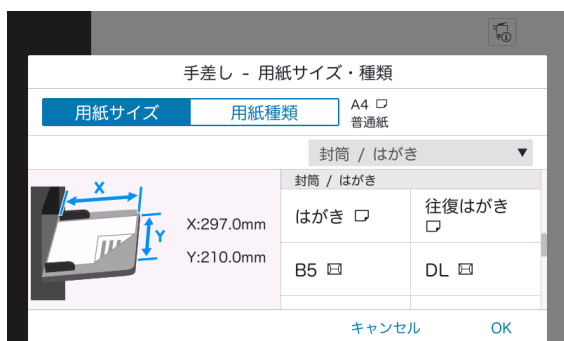 手差し - 用紙サイズ・種類
用紙サイズ
用紙種類
A4
普通紙
封筒 / はがき
封筒 / はがき
X
Y
X:297.0mm
Y:210.0mm
はがき
往復はがき
B5
DL
キャンセル
OK